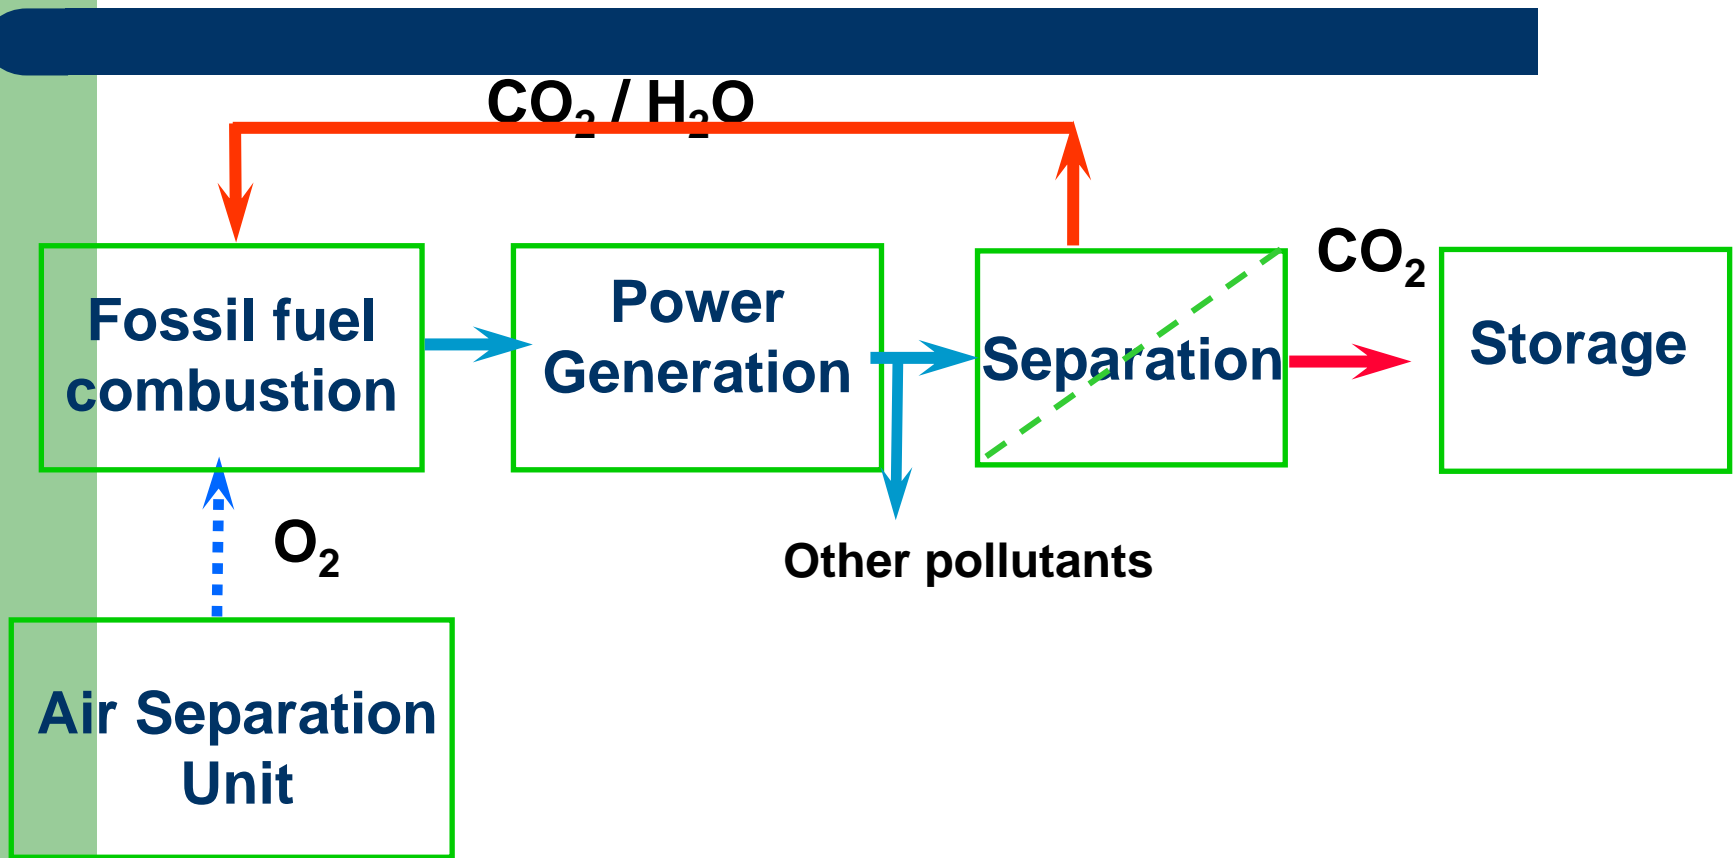 CO₂ / H₂O
CO₂
Fossil fuel
combustion
Power
Generation
Separation
Storage
O₂
Other pollutants
Air Separation
Unit